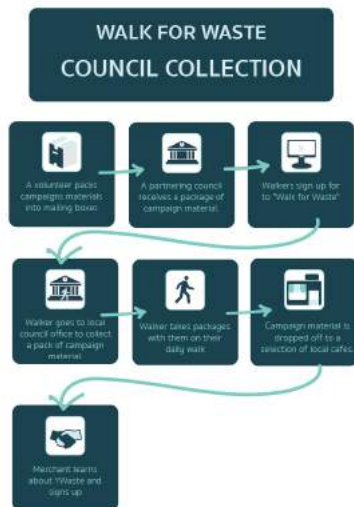 WALK FOR WASTE
COUNCIL COLLECTION
A volunteer packs
campaigns materials
into mailing boxes
A partnering council
receives a package of
campaign material
Walkers sign up for
to "Walk for Waste"
Walker goes to local
council office to collect
a pack of campaign
material
Walker takes packages
with them on their
daily walk
Campaign material is
dropped off to a
selection of local cafes
Merchant learns
about YWaste and
signs up